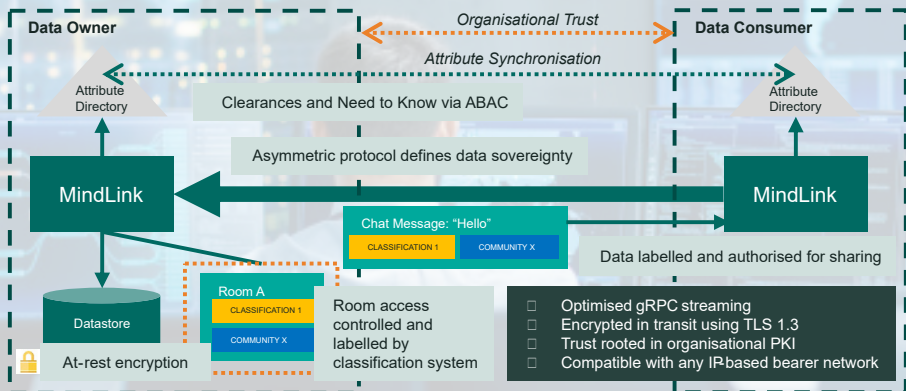 Data Owner
Organisational Trust
Data Consumer
Attribute Synchronisation
Attribute
Directory
Attribute
Directory
Clearances and Need to Know via ABAC
Asymmetric protocol defines data sovereignty
MindLink
MindLink
Chat Message: “Hello”
CLASSIFICATION 1
COMMUNITY X
Data labelled and authorised for sharing
Room A
CLASSIFICATION 1
COMMUNITY X
Room access
controlled and
labelled by
classification system
Datastore
At-rest encryption
Optimised gRPC streaming
Encrypted in transit using TLS 1.3
Trust rooted in organisational PKI
Compatible with any IP-based bearer network